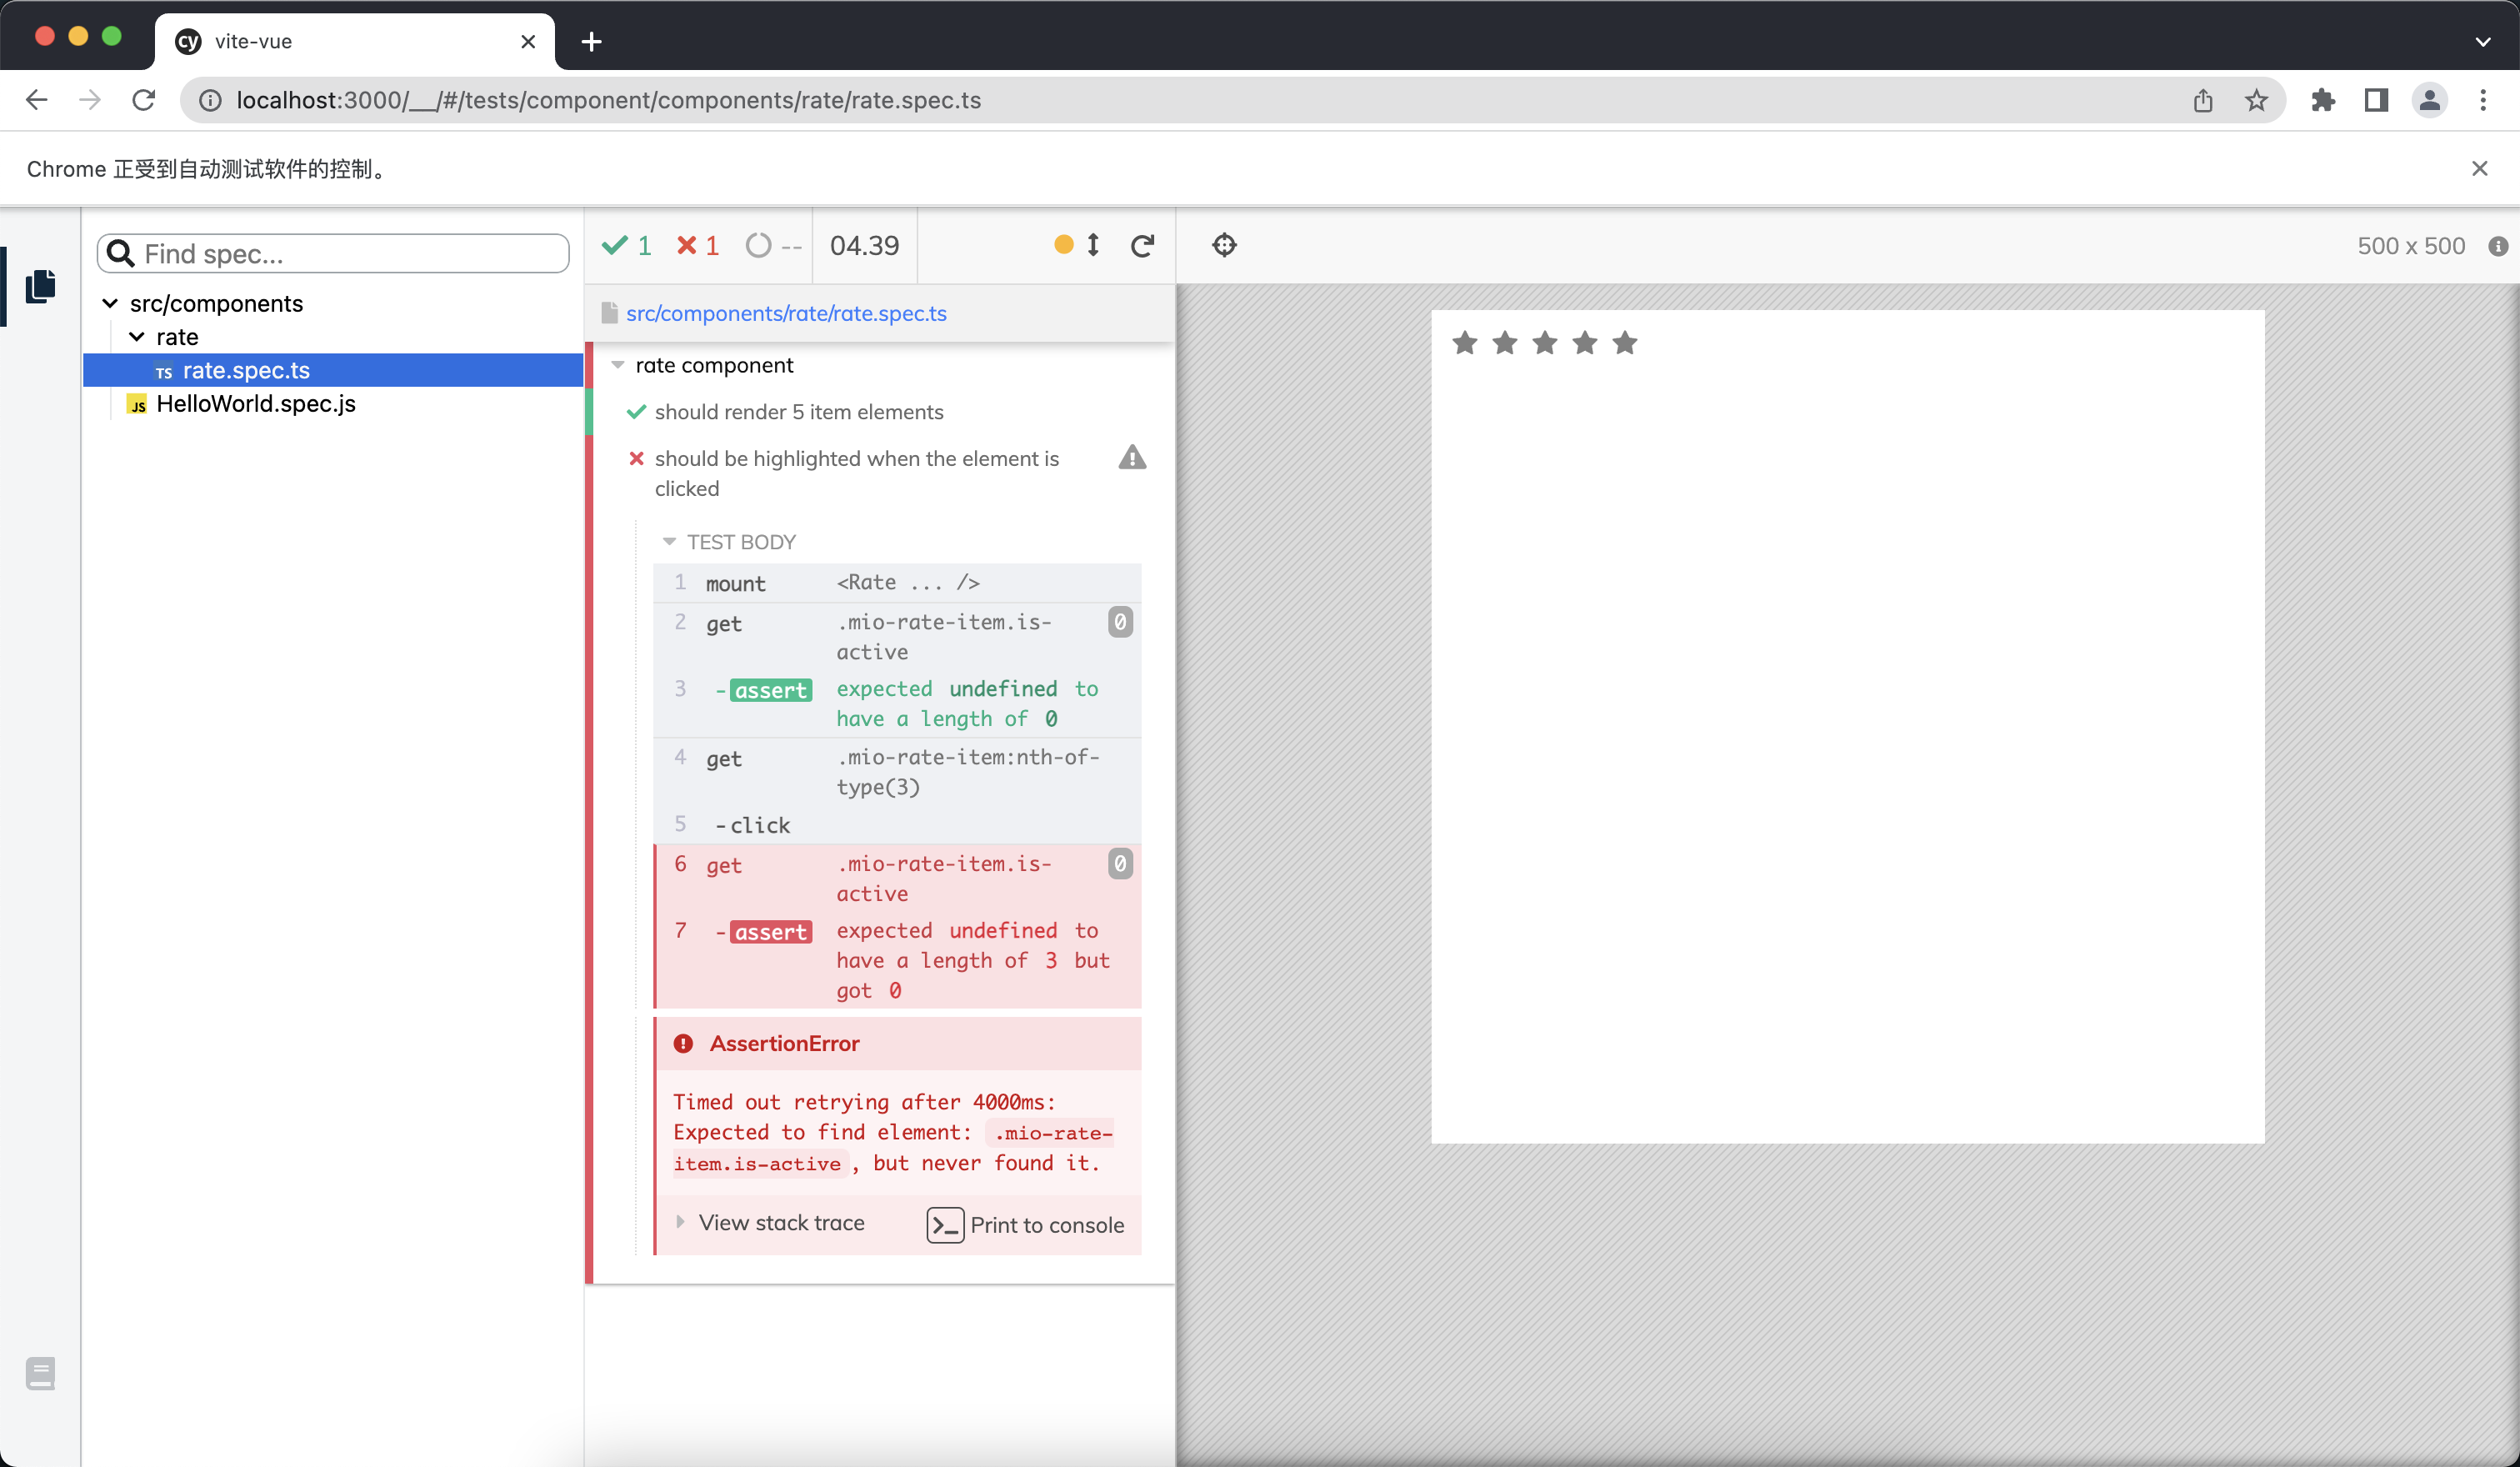 cy vite-vue
localhost:3000/__/#/tests/component/components/rate/rate.spec.ts
Chrome 正受到自动测试软件的控制。
Find spec...
src/components
rate
TS rate.spec.ts
JS HelloWorld.spec.js
1 1 -- 04.39
500 x 500
src/components/rate/rate.spec.ts
rate component
should render 5 item elements
should be highlighted when the element is
clicked
TEST BODY
1 mount <Rate ... />
2 get .mio-rate-item.is- 0
active
3 -assert expected undefined to
have a length of 0
4 get .mio-rate-item:nth-of-
type(3)
5 -click
6 get .mio-rate-item.is- 0
active
7 -assert expected undefined to
have a length of 3 but
got 0
AssertionError
Timed out retrying after 4000ms:
Expected to find element: .mio-rate-
item.is-active, but never found it.
View stack trace
Print to console